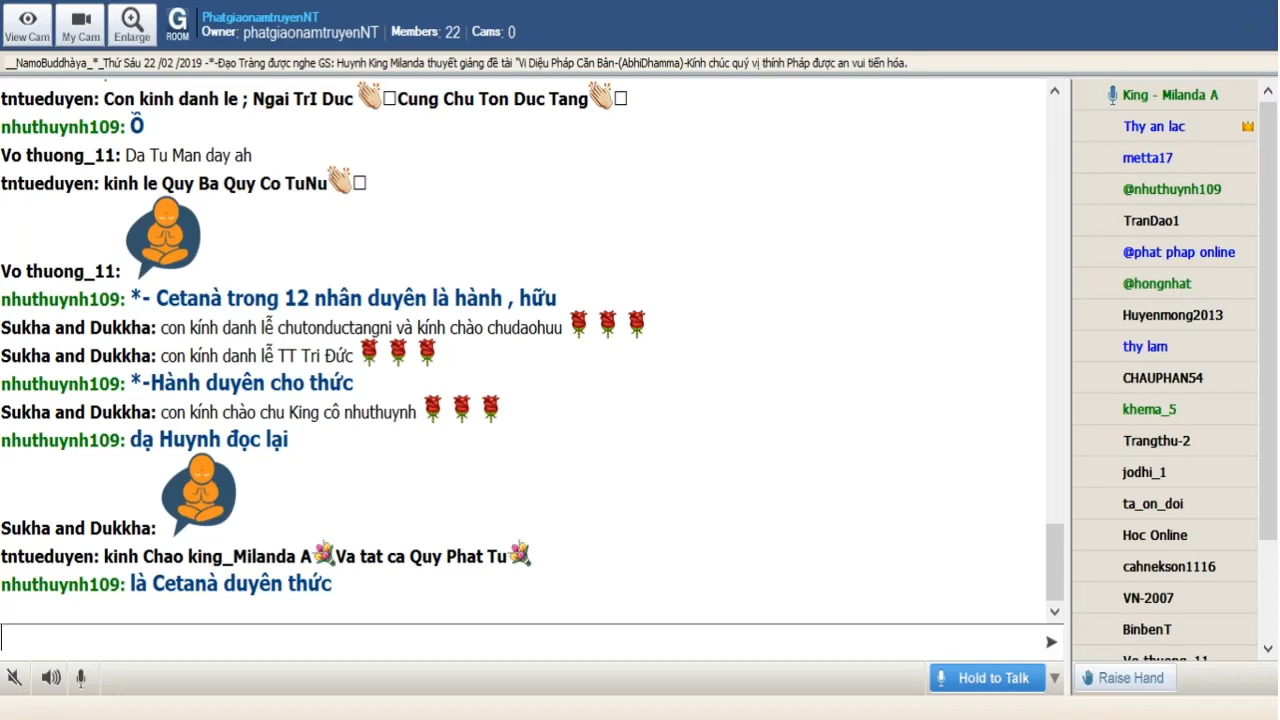 View Cam
My Cam
Enlarge
G
ROOM
PhatgiaonamtruyenNT
Owner: phatgiaonamtruyenNT | Members: 22 | Cams: 0
__NamoBuddhàya_*_Thứ Sáu 22 /02 /2019 -*-Đạo Tràng được nghe GS: Huynh King Milanda thuyết giảng đề tài "Vi Diệu Pháp Căn Bản-(AbhiDhamma)-Kính chúc quý vị thính Pháp được an vui tiến hóa.
tntueduyen: Con kinh danh le ; Ngai TrI Duc 👏Cung Chu Ton Duc Tang👏
nhuthuynh109: Ồ
Vo thuong_11: Da Tu Man day ah
tntueduyen: kinh le Quy Ba Quy Co TuNu👏
Vo thuong_11:
nhuthuynh109: *- Cetanà trong 12 nhân duyên là hành , hữu
Sukha and Dukkha: con kính danh lễ chutonductangni và kính chào chudaohuu 🌹 🌹 🌹
Sukha and Dukkha: con kính danh lễ TT Tri Đức 🌹 🌹 🌹
nhuthuynh109: *-Hành duyên cho thức
Sukha and Dukkha: con kính chào chu King cô nhuthuynh 🌹 🌹 🌹
nhuthuynh109: dạ Huynh đọc lại
Sukha and Dukkha:
tntueduyen: kinh Chao king_Milanda A💐Va tat ca Quy Phat Tu💐
nhuthuynh109: là Cetanà duyên thức
Hold to Talk
King - Milanda A
Thy an lac
metta17
@nhuthuynh109
TranDao1
@phat phap online
@hongnhat
Huyenmong2013
thy lam
CHAUPHAN54
khema_5
Trangthu-2
jodhi_1
ta_on_doi
Hoc Online
cahnekson1116
VN-2007
BinbenT
Vo thuong_11
Raise Hand